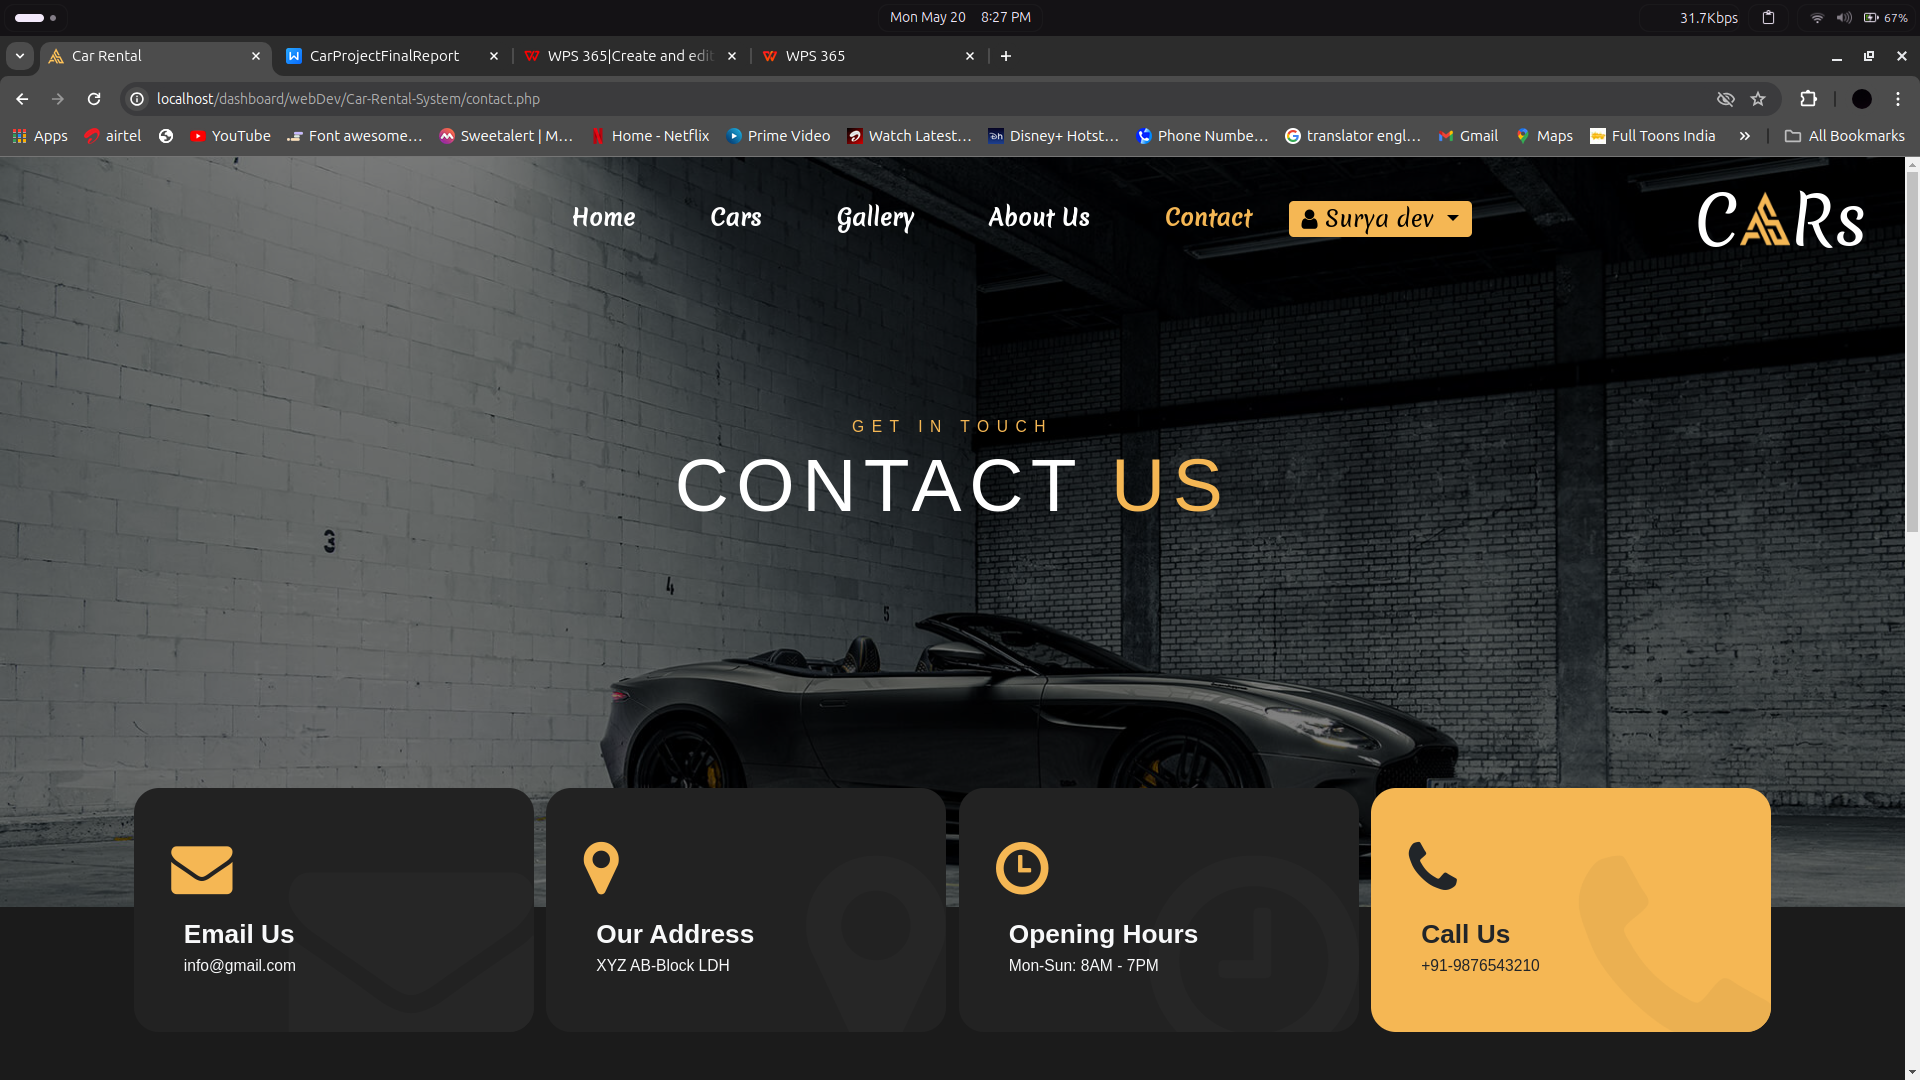 Mon May 20 8:27 PM
31.7Kbps
67%
Car Rental
CarProjectFinalReport
WPS 365|Create and edit
WPS 365
localhost/dashboard/webDev/Car-Rental-System/contact.php
Apps
airtel
YouTube
Font awesome...
Sweetalert | M...
Home - Netflix
Prime Video
Watch Latest...
Disney+ Hotst...
Phone Numbe...
translator engl...
Gmail
Maps
Full Toons India
All Bookmarks
Home
Cars
Gallery
About Us
Contact
Surya dev
CARs
GET IN TOUCH
CONTACT US
3
4
5
Email Us
info@gmail.com
Our Address
XYZ AB-Block LDH
Opening Hours
Mon-Sun: 8AM - 7PM
Call Us
+91-9876543210